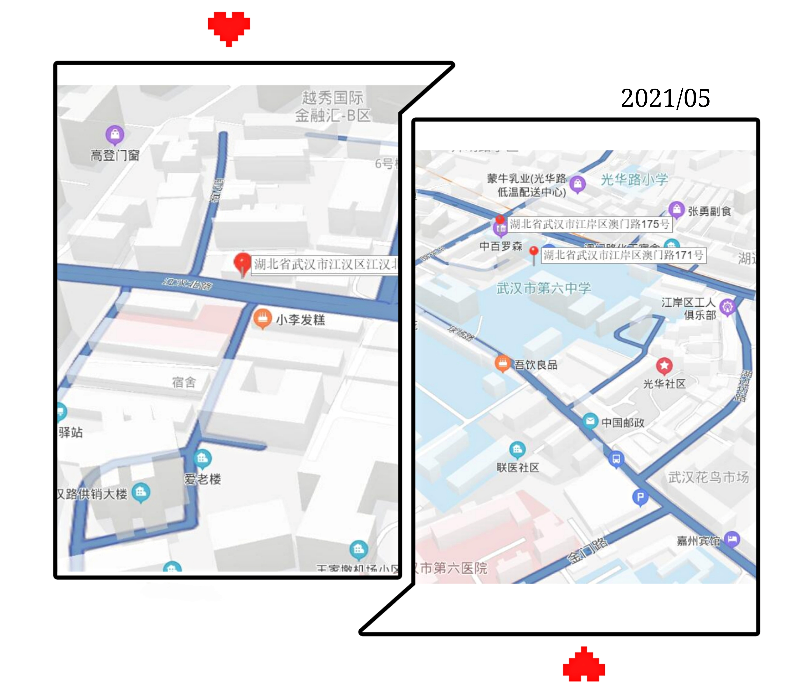 越秀国际
金融汇-B区
高登门窗
6号楼
湖北省武汉市江汉区江汉北
小李发糕
宿舍
驿站
爱老楼
汉路供销大楼
王家墩机场小区
2021/05
蒙牛乳业(光华路
低温配送中心)
光华路小学
张勇副食
湖北省武汉市江岸区澳门路175号
中百罗森
湖北省武汉市江岸区澳门路171号
武汉市第六中学
江岸区工人
俱乐部
吾饮良品
光华社区
中国邮政
联医社区
武汉花鸟市场
P
嘉州宾馆
金门路
汉市第六医院